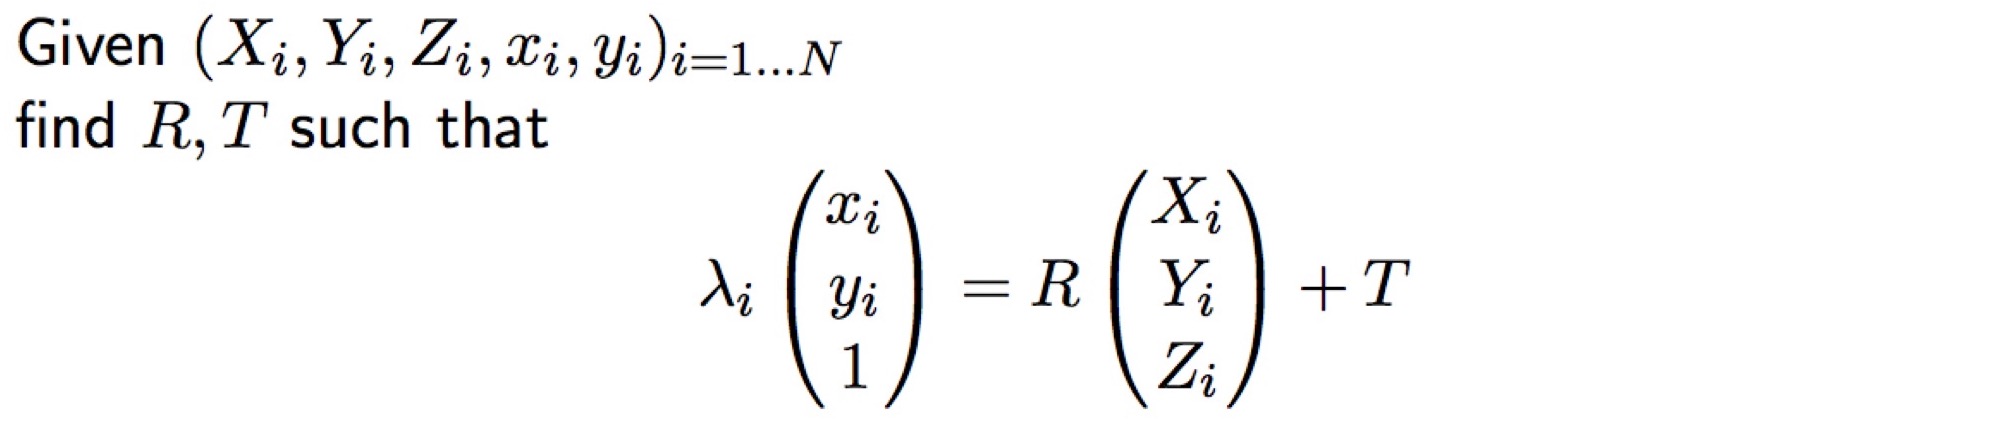 Given $(X_i, Y_i, Z_i, x_i, y_i)_{i=1...N}$
find $R, T$ such that
$\lambda_i \begin{pmatrix} x_i \\ y_i \\ 1 \end{pmatrix} = R \begin{pmatrix} X_i \\ Y_i \\ Z_i \end{pmatrix} + T$